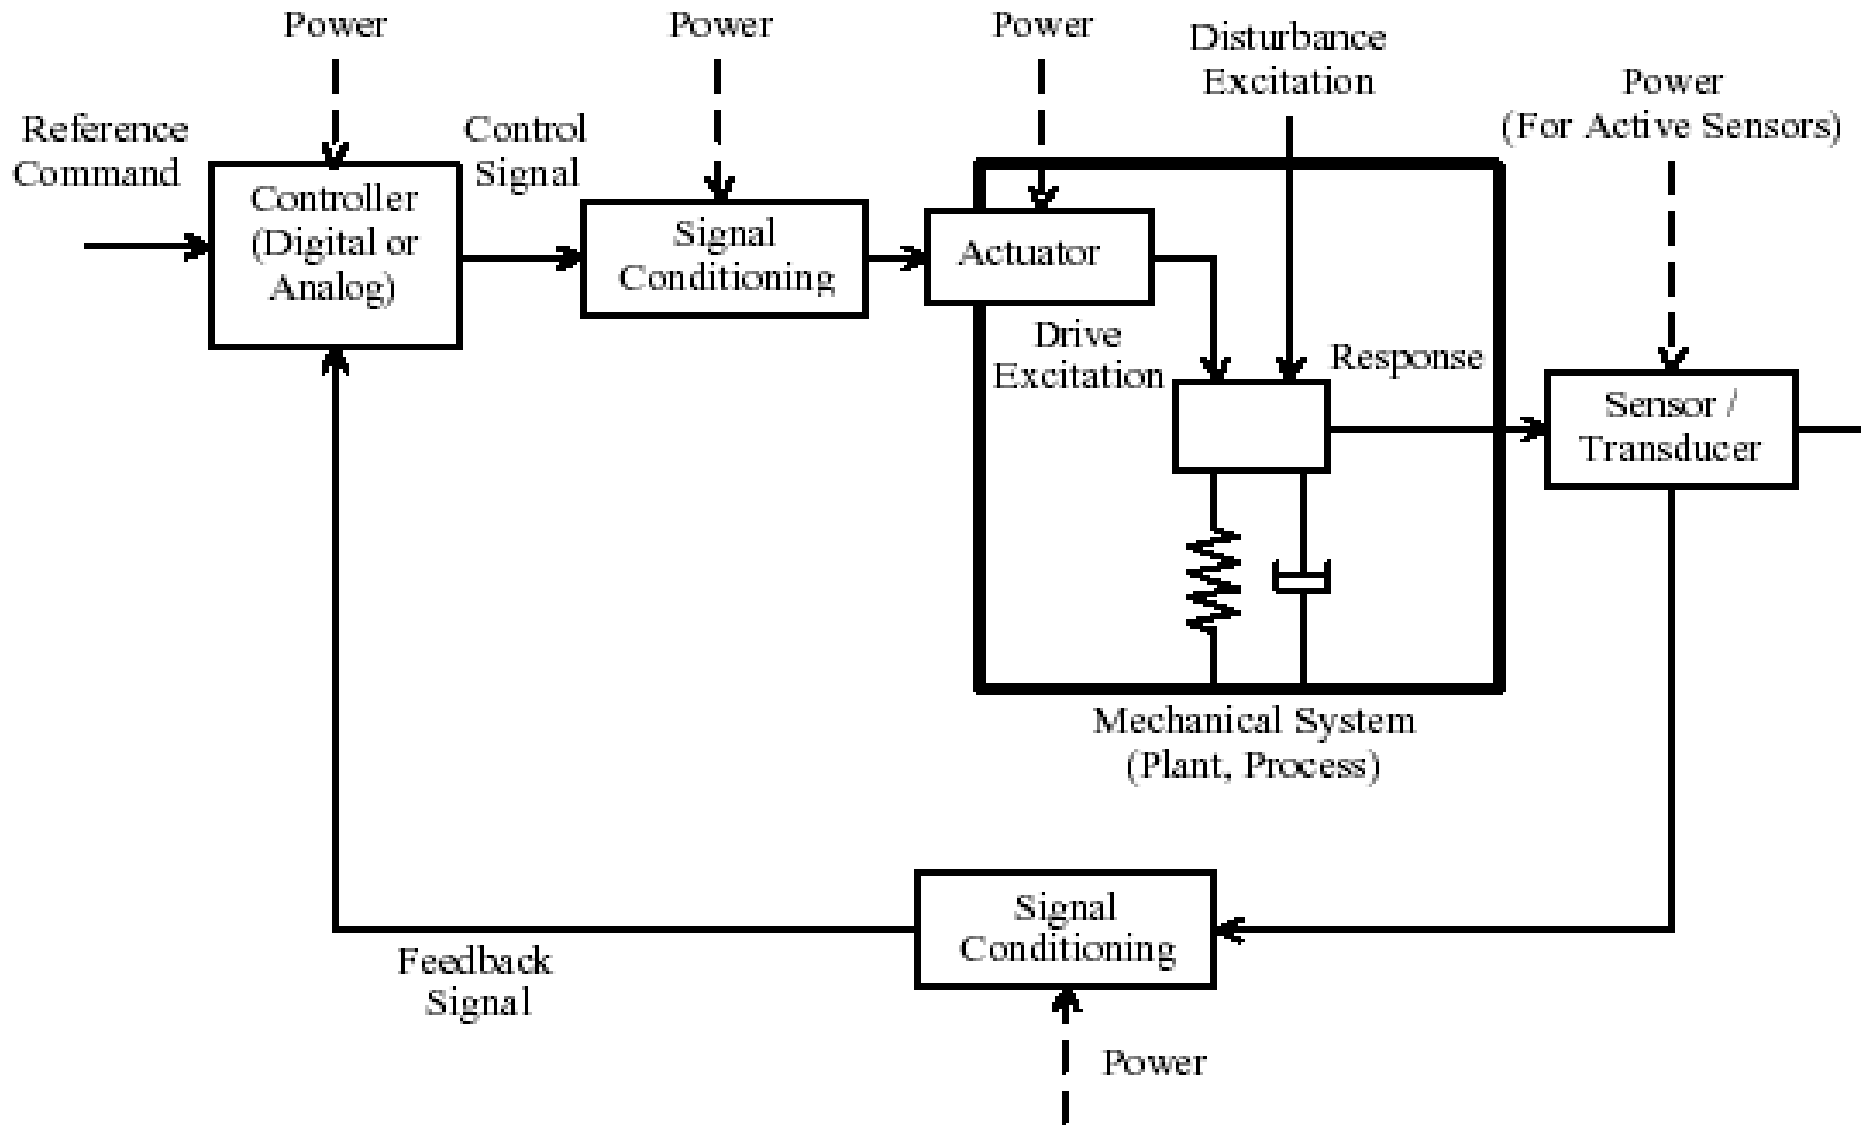 Power
Power
Power
Disturbance
Excitation
Power
(For Active Sensors)
Reference
Command
Control
Signal
Controller
(Digital or
Analog)
Signal
Conditioning
Actuator
Drive
Excitation
Response
Sensor /
Transducer
Mechanical System
(Plant, Process)
Signal
Conditioning
Feedback
Signal
Power